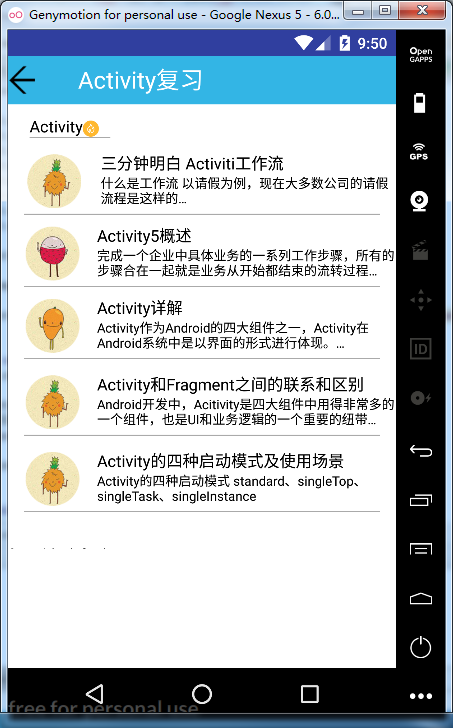 Genymotion for personal use - Google Nexus 5 - 6.0...
9:50
Open
GAPPS
Activity复习
Activity
GPS
三分钟明白 Activiti工作流
什么是工作流 以请假为例，现在大多数公司的请假
流程是这样的...
Activity5概述
完成一个企业中具体业务的一系列工作步骤，所有的
步骤合在一起就是业务从开始都结束的流转过程...
Activity详解
Activity作为Android的四大组件之一，Activity在
Android系统中是以界面的形式进行体现。...
ID
Activity和Fragment之间的联系和区别
Android开发中，Acitivity是四大组件中用得非常多的
一个组件，也是UI和业务逻辑的一个重要的纽带...
Activity的四种启动模式及使用场景
Activity的四种启动模式 standard、singleTop、
singleTask、singleInstance
free for personal use